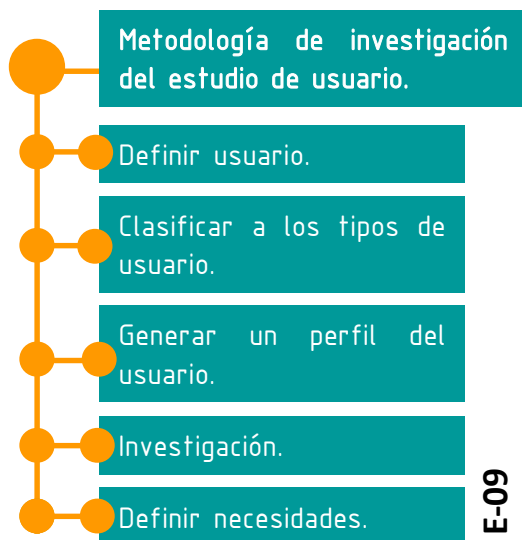 Metodología de investigación
del estudio de usuario.
Definir usuario.
Clasificar a los tipos de
usuario.
Generar un perfil del
usuario.
Investigación.
Definir necesidades.
E-09